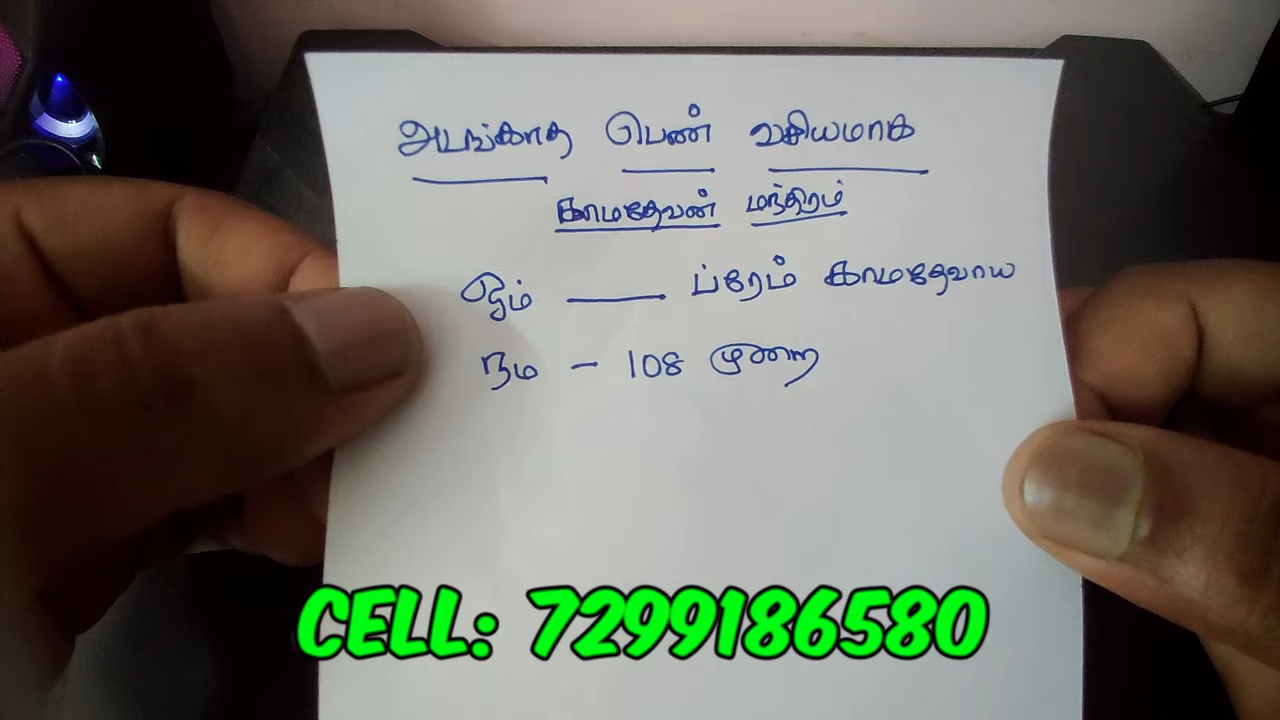 அடங்காத பெண் வசியமாக
காமதேவன் மந்திரம்
ஓம் ——— ப்ரேம் காமதேவாய
நம – 108 முறை
CELL: 7299186580